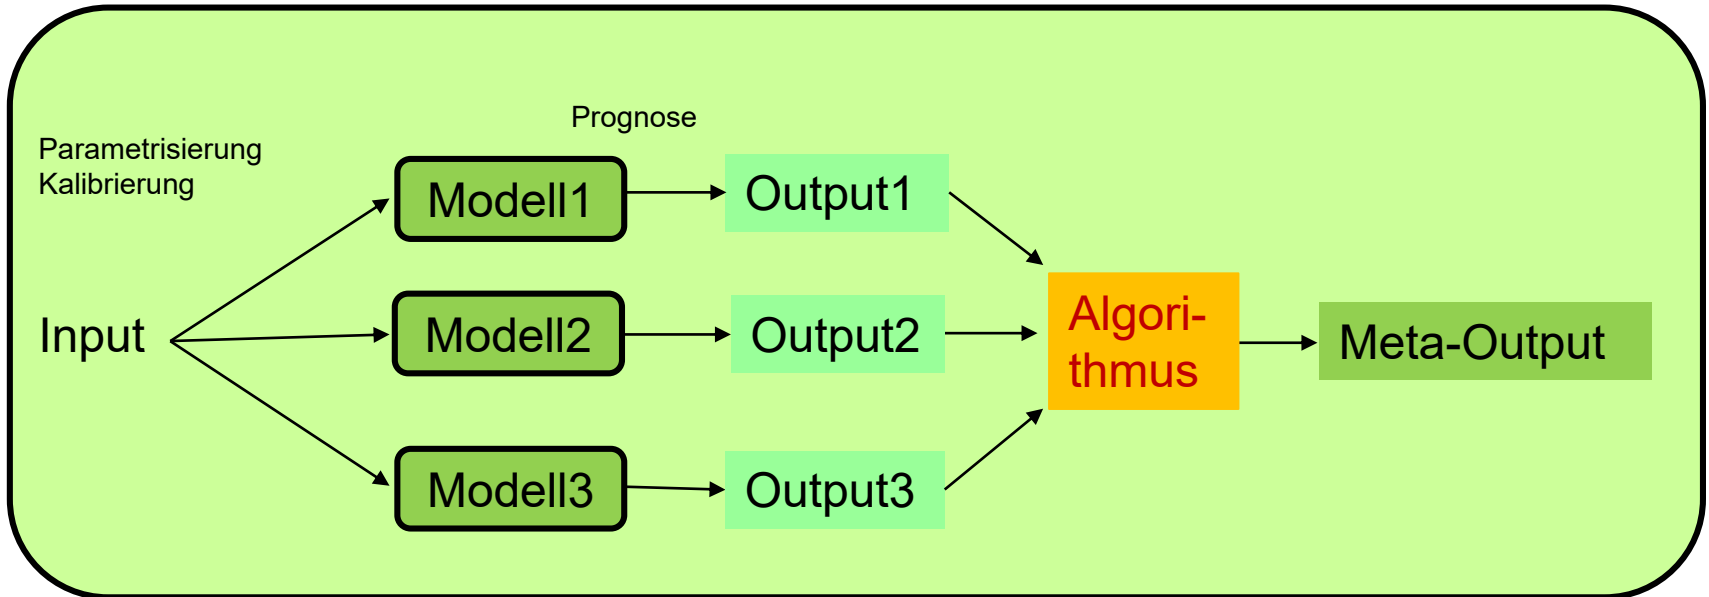 Prognose
Parametrisierung
Kalibrierung
Modell1
Output1
Input
Modell2
Output2
Algori-
thmus
Meta-Output
Modell3
Output3